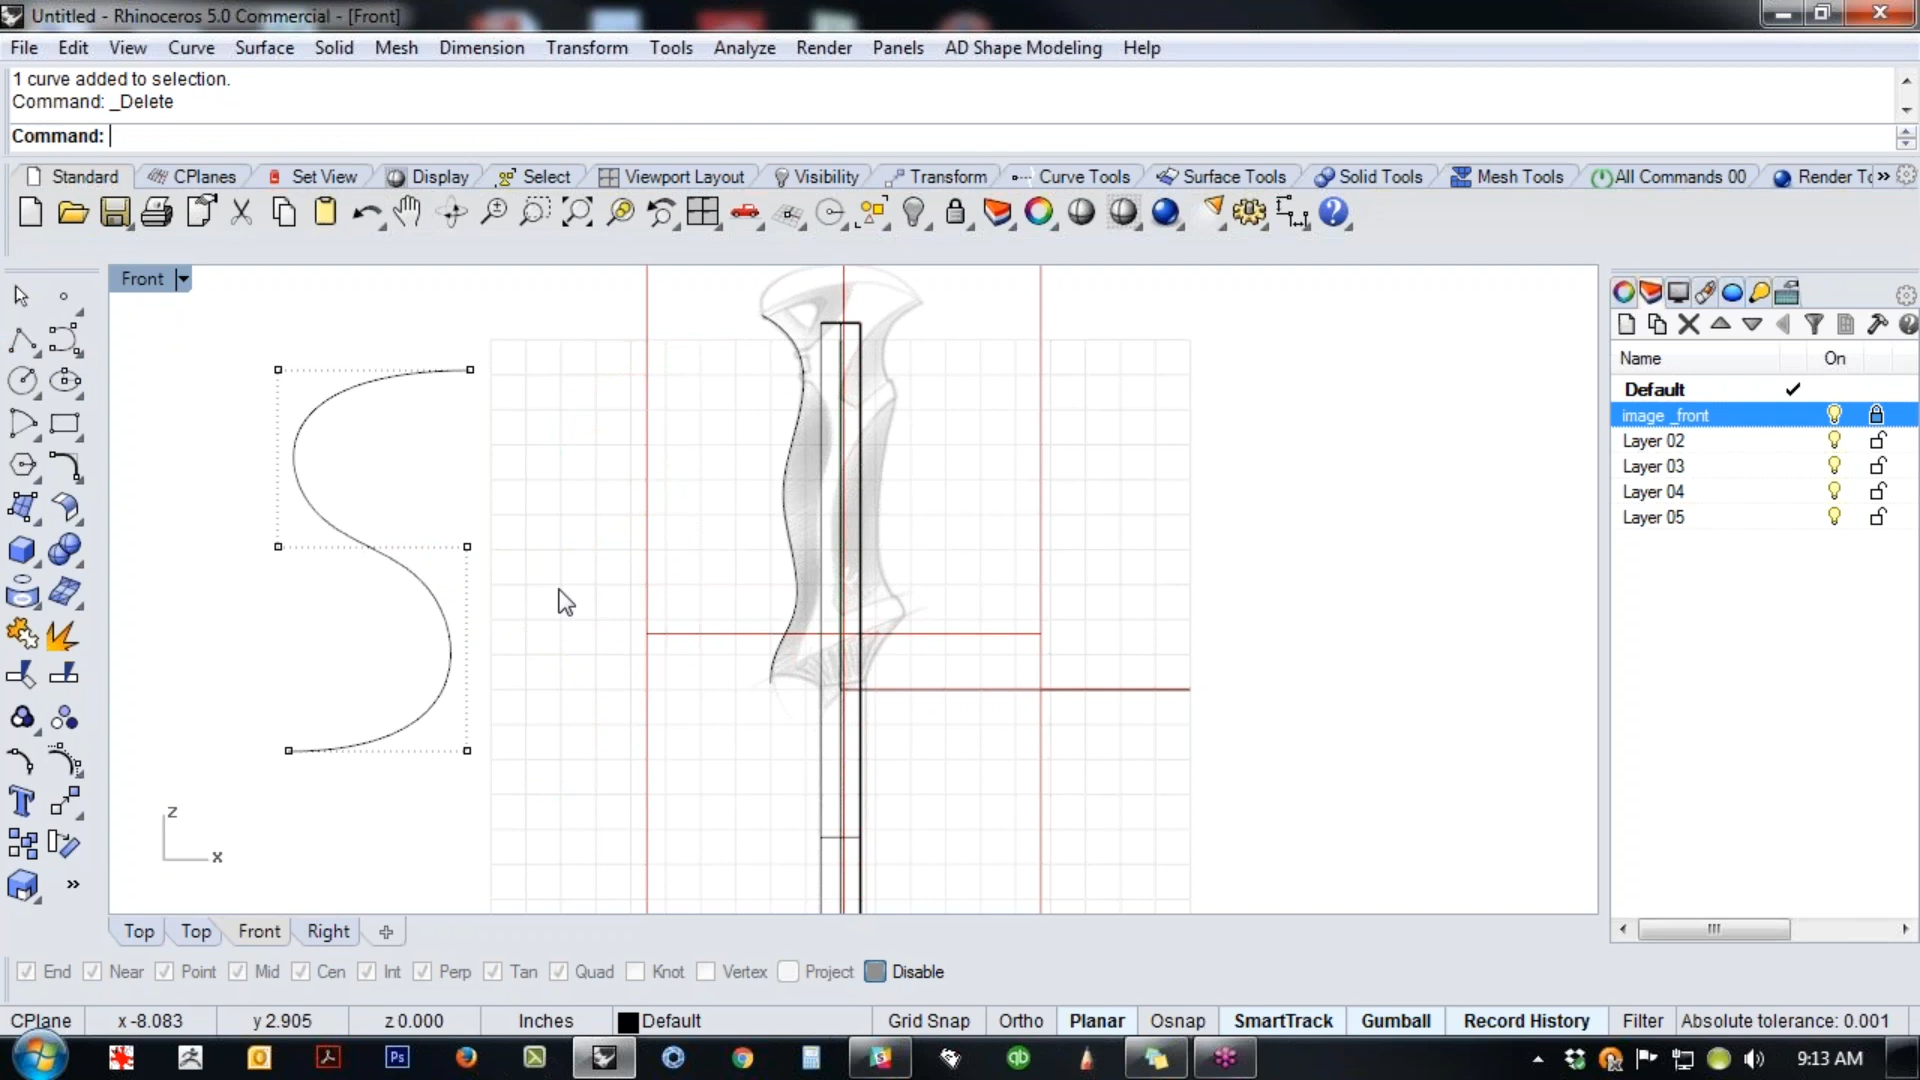 Untitled - Rhinoceros 5.0 Commercial - [Front]
File Edit View Curve Surface Solid Mesh Dimension Transform Tools Analyze Render Panels AD Shape Modeling Help
1 curve added to selection.
Command: _Delete
Command:
Standard CPlanes Set View Display Select Viewport Layout Visibility Transform Curve Tools Surface Tools Solid Tools Mesh Tools All Commands 00 Render To »
Front
Name On
Default
image _front
Layer 02
Layer 03
Layer 04
Layer 05
z
x
Top Top Front Right
End Near Point Mid Cen Int Perp Tan Quad Knot Vertex Project Disable
CPlane x -8.083 y 2.905 z 0.000 Inches Default Grid Snap Ortho Planar Osnap SmartTrack Gumball Record History Filter Absolute tolerance: 0.001
Ps qb 9:13 AM